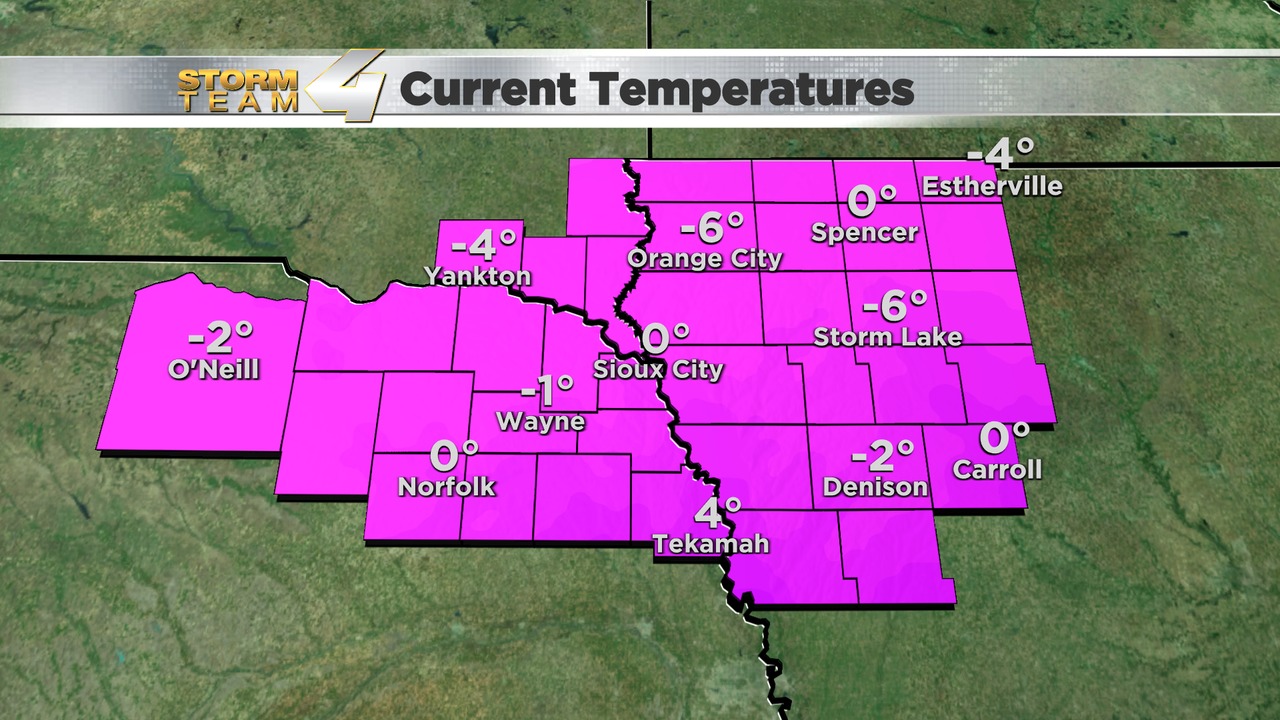 STORM
TEAM
4
Current Temperatures
-4°
Estherville
0°
Spencer
-6°
Orange City
-4°
Yankton
-6°
Storm Lake
-2°
O'Neill
0°
Sioux City
-1°
Wayne
0°
Carroll
-2°
Denison
0°
Norfolk
4°
Tekamah